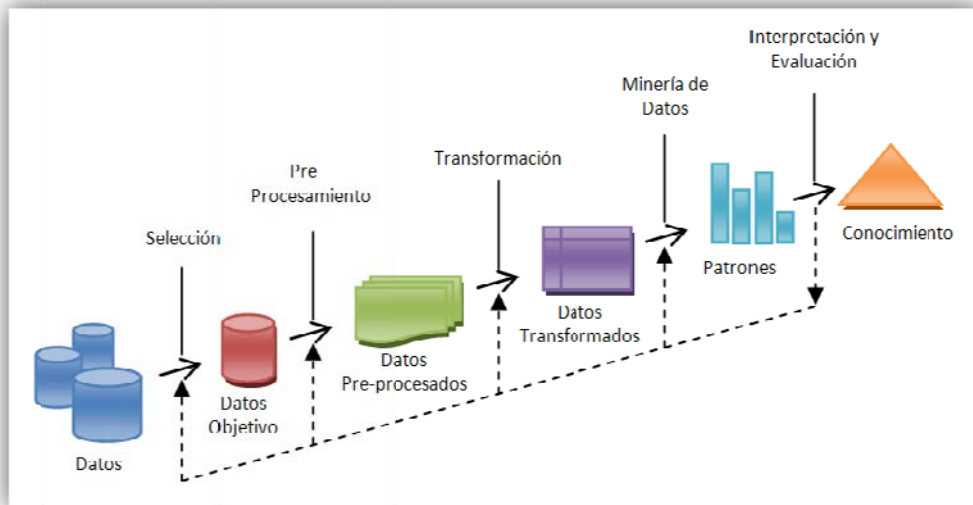 Interpretación y
Evaluación
Minería de
Datos
Transformación
Pre
Procesamiento
Selección
Conocimiento
Patrones
Datos
Transformados
Datos
Pre-procesados
Datos
Objetivo
Datos